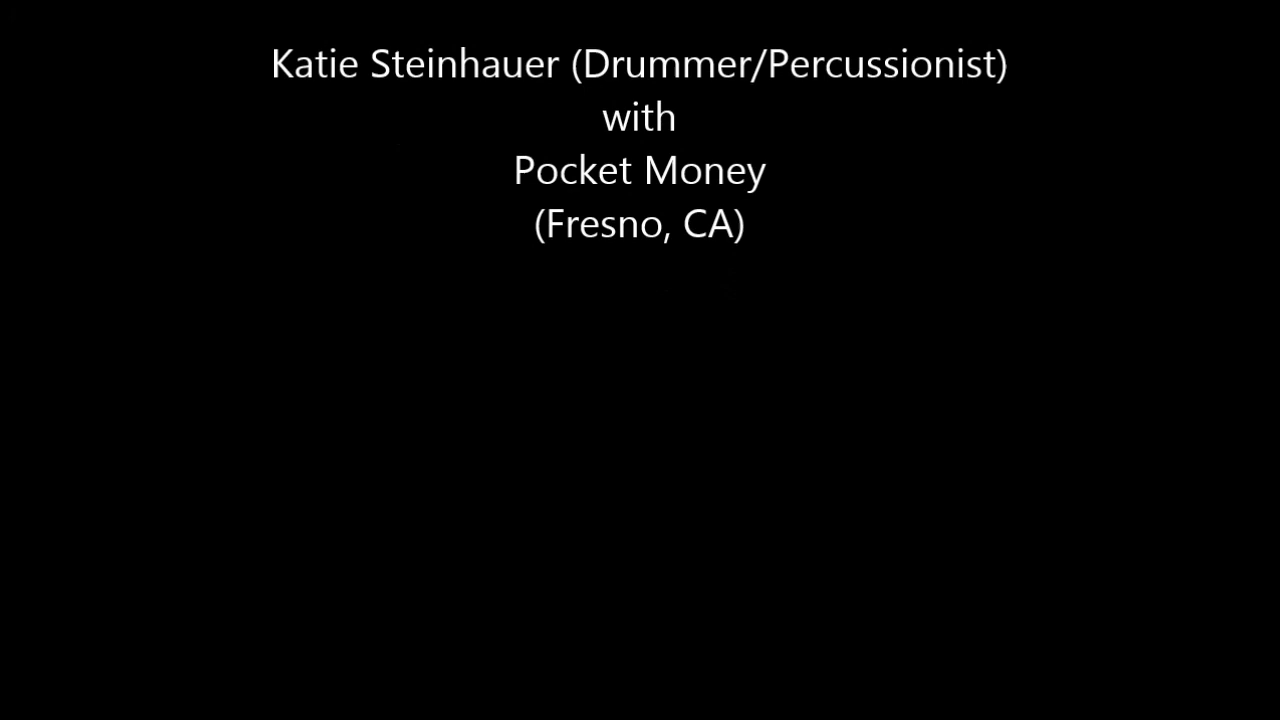 Katie Steinhauer (Drummer/Percussionist)
with
Pocket Money
(Fresno, CA)